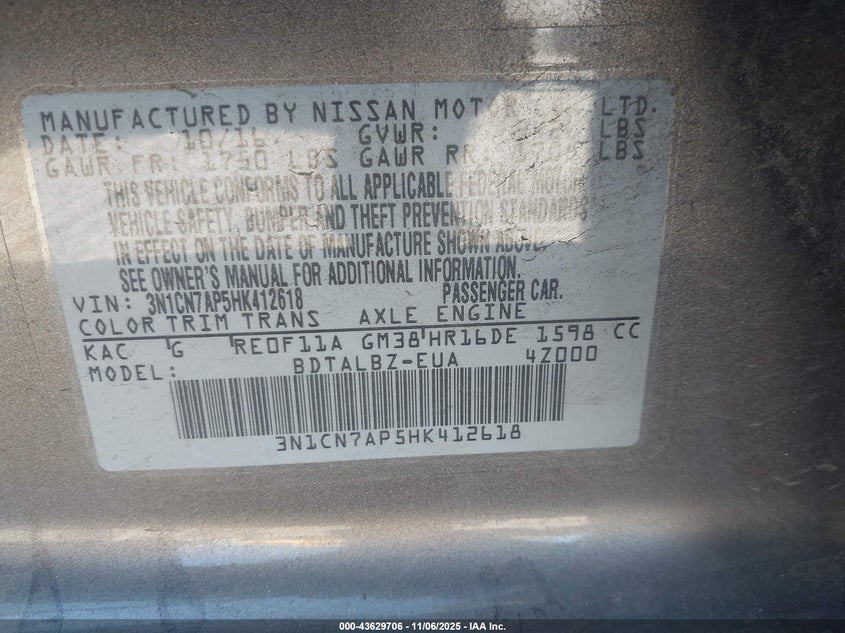 MANUFACTURED BY NISSAN MOTOR LTD.
DATE: 10/16 GVWR: LBS
GAWR FR: 1750 LBS GAWR RR: LBS
THIS VEHICLE CONFORMS TO ALL APPLICABLE FEDERAL MOTOR
VEHICLE SAFETY, BUMPER AND THEFT PREVENTION STANDARDS
IN EFFECT ON THE DATE OF MANUFACTURE SHOWN ABOVE.
SEE OWNER'S MANUAL FOR ADDITIONAL INFORMATION.
VIN: 3N1CN7AP5HK412618 PASSENGER CAR.
COLOR TRIM TRANS AXLE ENGINE
KAC G RE0F11A GM38 HR16DE 1598 CC
MODEL: BDTALBZ-EUA 4Z000
3N1CN7AP5HK412618
000-43629706 - 11/06/2025 - IAA Inc.